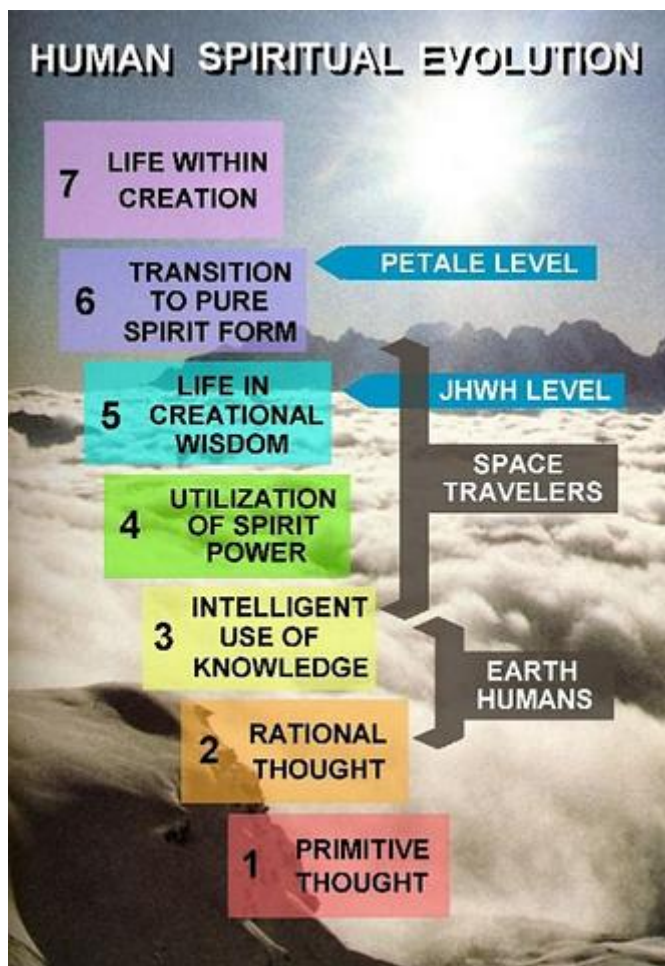 HUMAN SPIRITUAL EVOLUTION
7
LIFE WITHIN
CREATION
6
TRANSITION
TO PURE
SPIRIT FORM
PETALE LEVEL
5
LIFE IN
CREATIONAL
WISDOM
JHWH LEVEL
SPACE
TRAVELERS
4
UTILIZATION
OF SPIRIT
POWER
3
INTELLIGENT
USE OF
KNOWLEDGE
EARTH
HUMANS
2
RATIONAL
THOUGHT
1
PRIMITIVE
THOUGHT